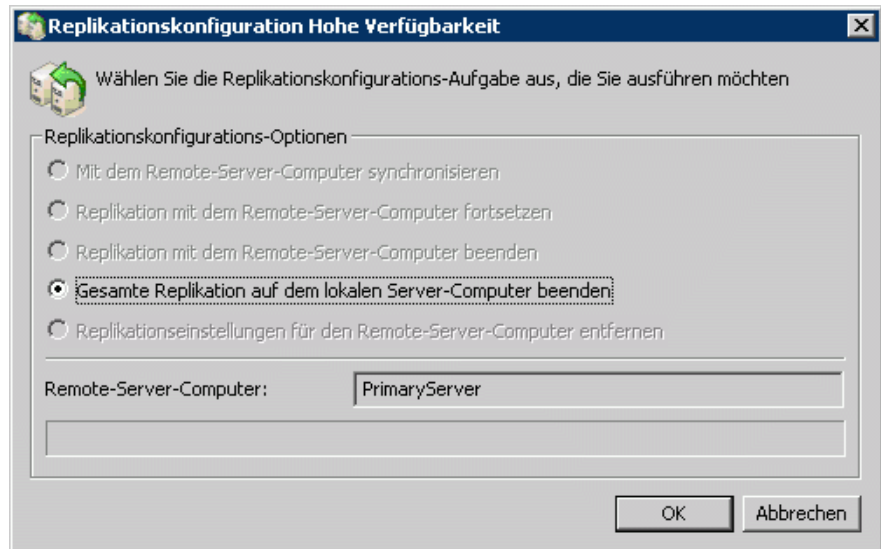 Replikationskonfiguration Hohe Verfügbarkeit
Wählen Sie die Replikationskonfigurations-Aufgabe aus, die Sie ausführen möchten
Replikationskonfigurations-Optionen
Mit dem Remote-Server-Computer synchronisieren
Replikation mit dem Remote-Server-Computer fortsetzen
Replikation mit dem Remote-Server-Computer beenden
Gesamte Replikation auf dem lokalen Server-Computer beenden
Replikationseinstellungen für den Remote-Server-Computer entfernen
Remote-Server-Computer: PrimaryServer
OK Abbrechen